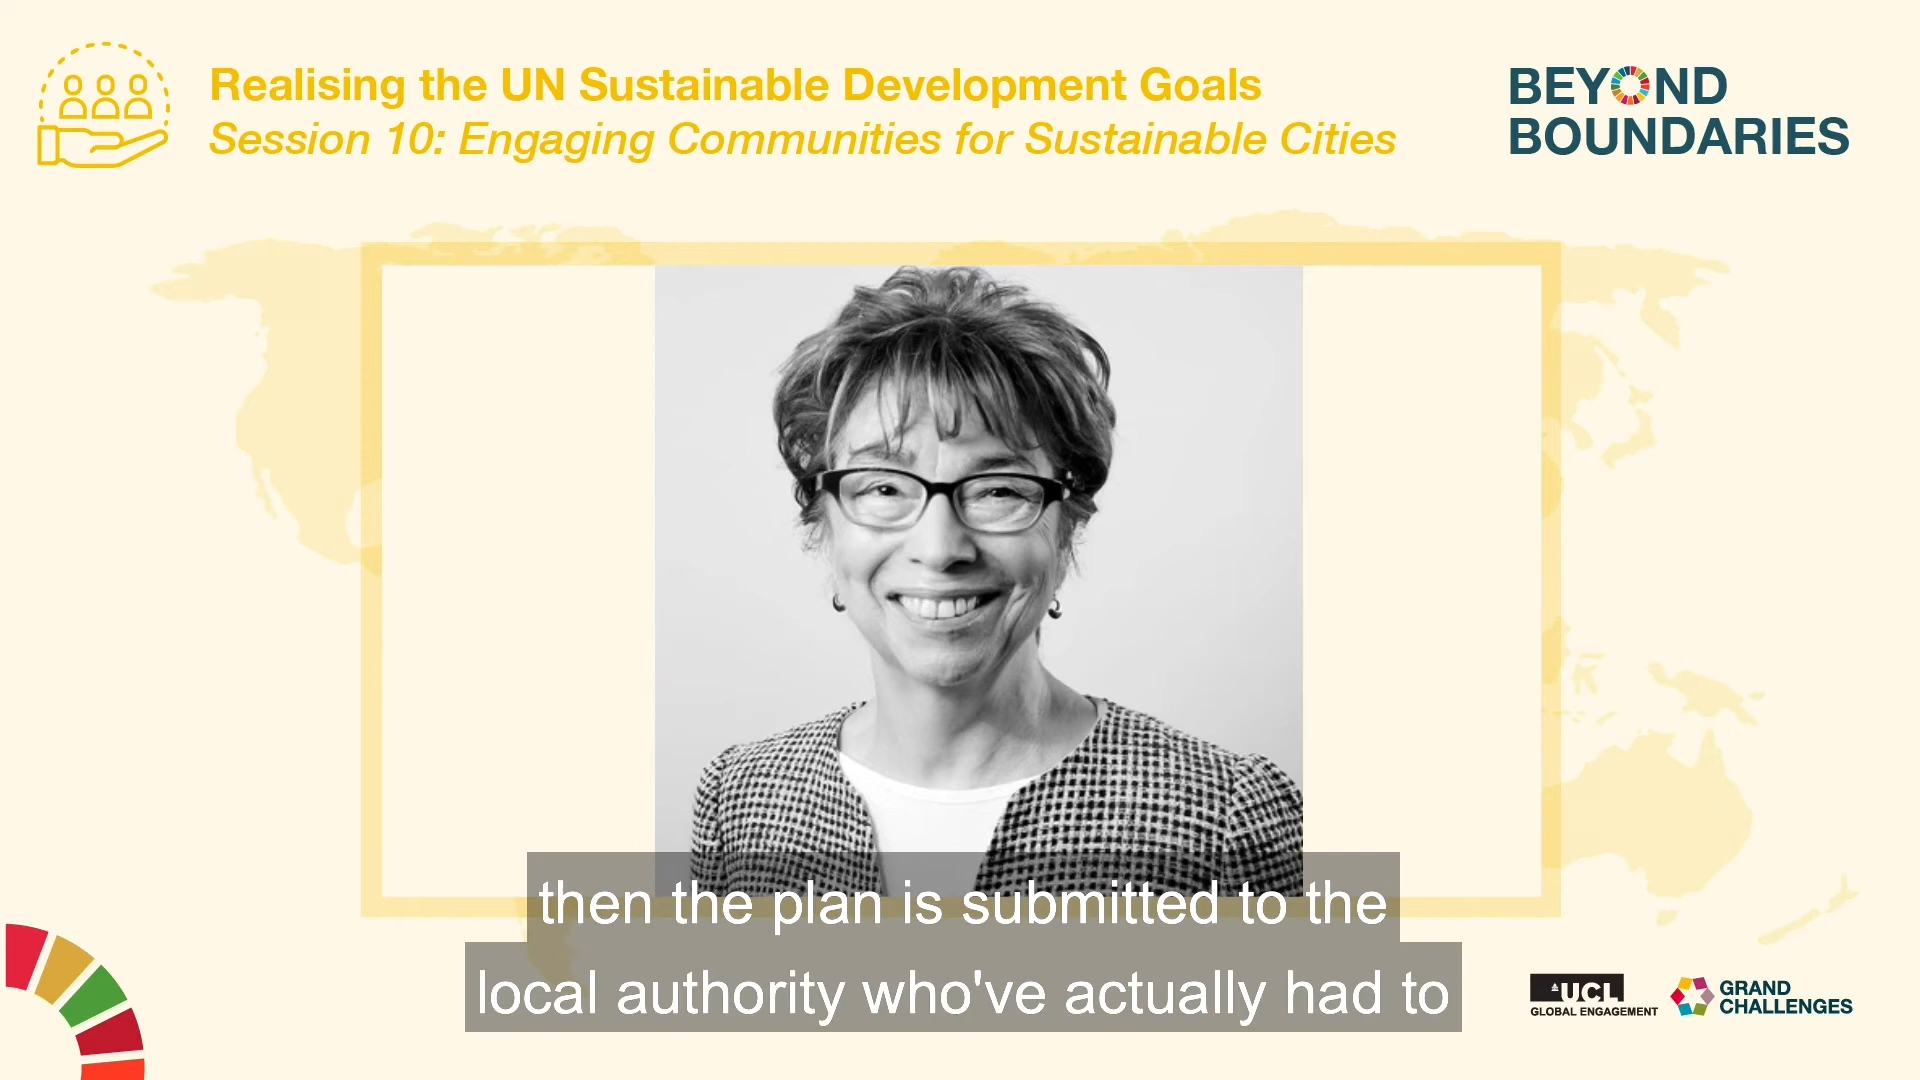 Realising the UN Sustainable Development Goals
Session 10: Engaging Communities for Sustainable Cities
BEYOND
BOUNDARIES
then the plan is submitted to the
local authority who've actually had to
UCL
GLOBAL ENGAGEMENT
GRAND
CHALLENGES